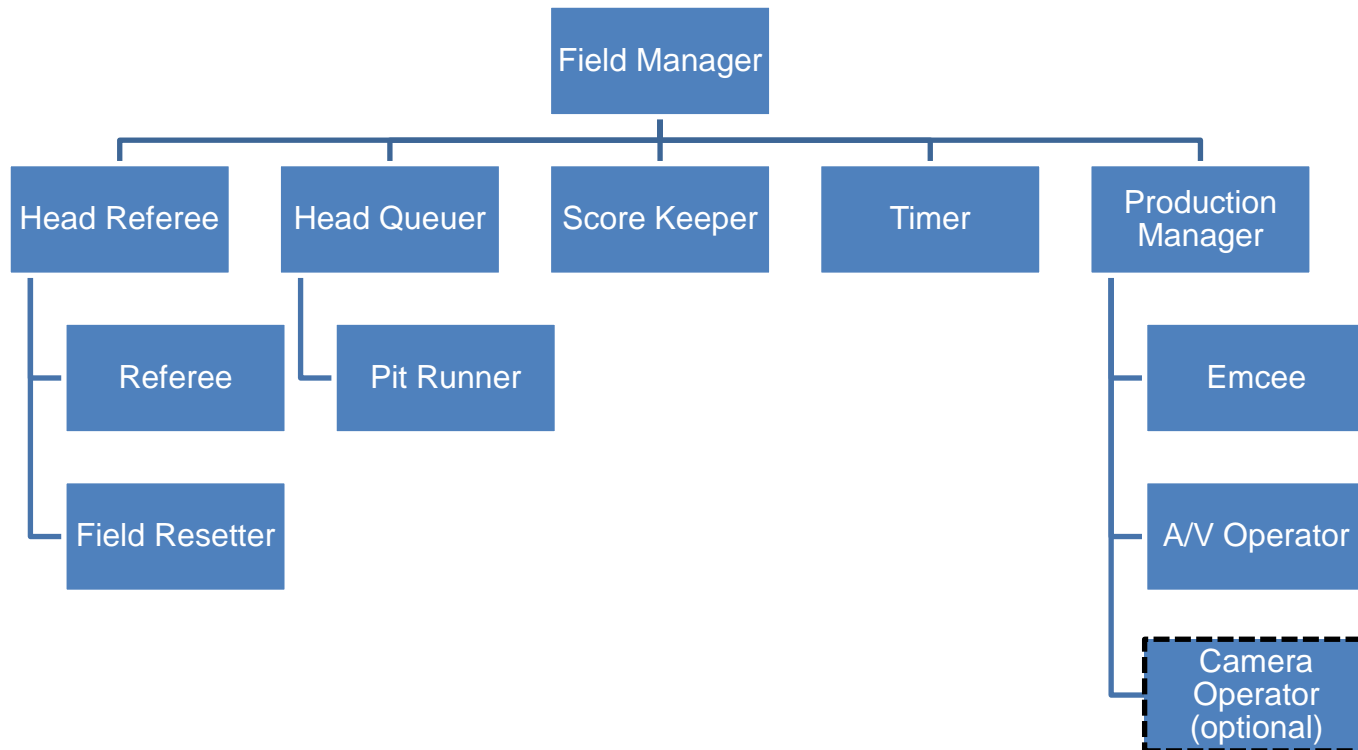 Field Manager
Head Referee
Head Queuer
Score Keeper
Timer
Production
Manager
Referee
Pit Runner
Emcee
Field Resetter
A/V Operator
Camera
Operator
(optional)